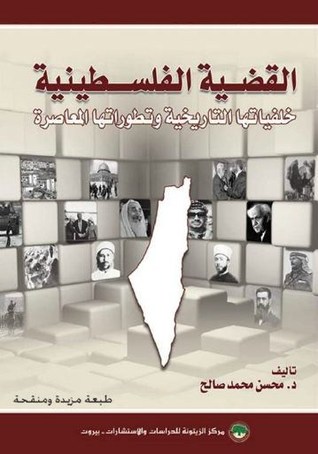 القضية الفلسطينية
خلفياتها التاريخية وتطوراتها المعاصرة
تأليف
د. محسن محمد صالح
طبعة مزيدة ومنقحة
مركز الزيتونة للدراسات والاستشارات - بيروت